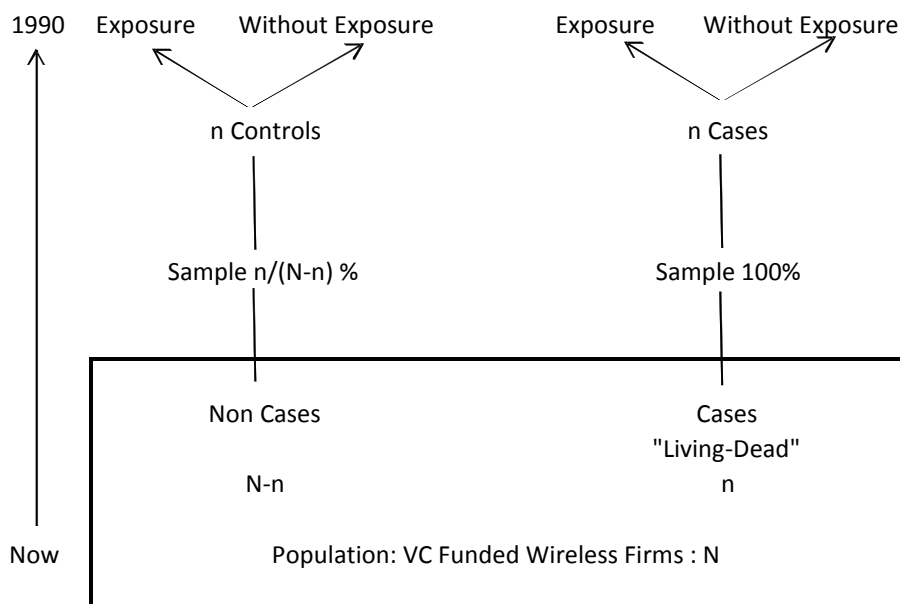 1990 Exposure Without Exposure Exposure Without Exposure
n Controls n Cases
Sample n/(N-n) % Sample 100%
Non Cases Cases
"Living-Dead"
N-n n
Now Population: VC Funded Wireless Firms : N